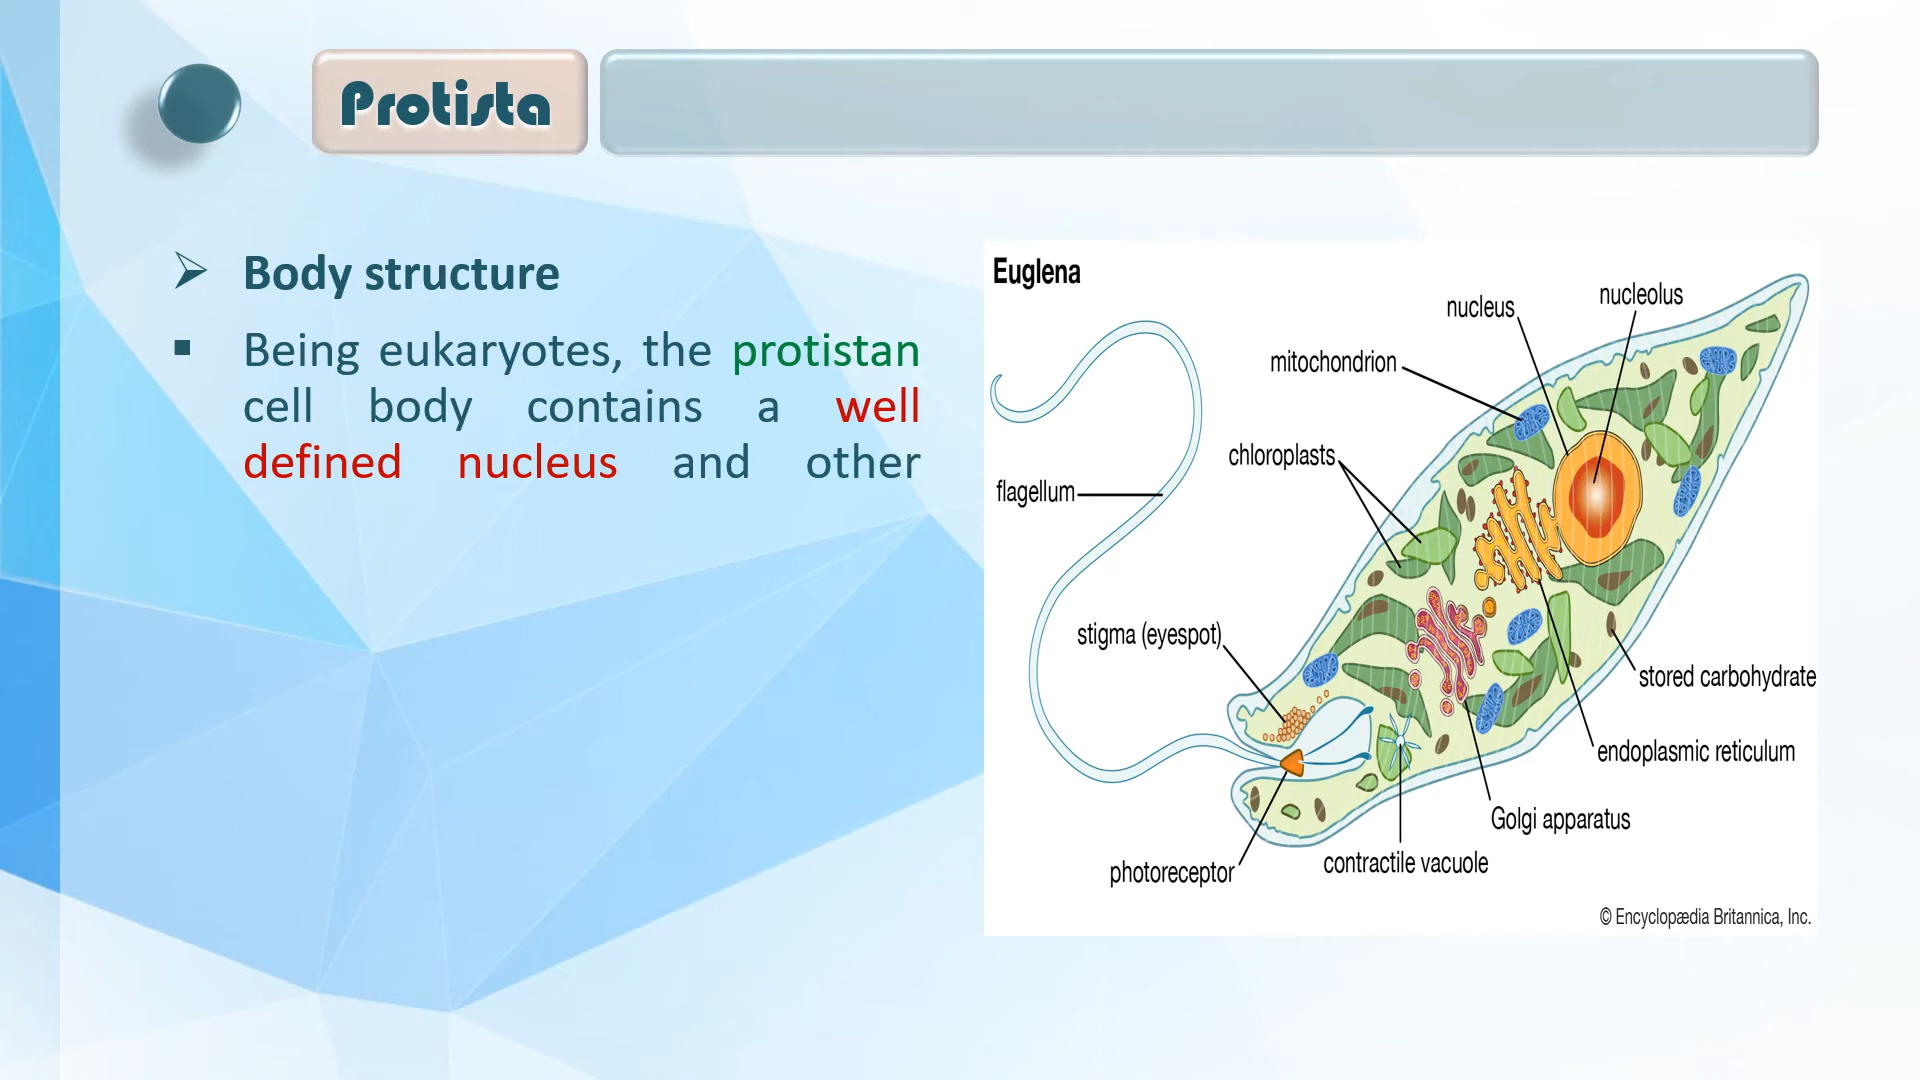 Protista
Body structure
Being eukaryotes, the protistan
cell body contains a well
defined nucleus and other
Euglena
nucleus
nucleolus
mitochondrion
chloroplasts
flagellum
stigma (eyespot)
stored carbohydrate
endoplasmic reticulum
Golgi apparatus
contractile vacuole
photoreceptor
© Encyclopædia Britannica, Inc.